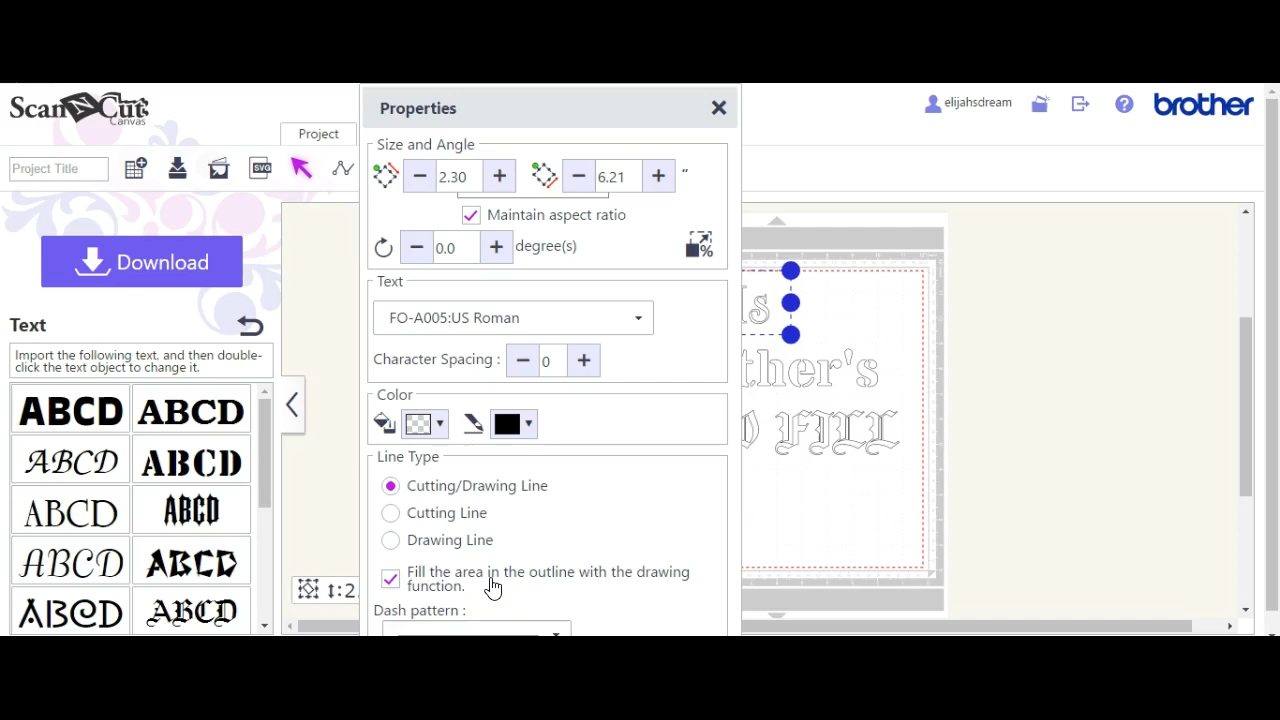 ScanNCut
Canvas
Project
Project Title
SVG
Download
Text
Import the following text, and then double-
click the text object to change it.
ABCD ABCD
ABCD ABCD
ABCD ABCD
ABCD ABCD
ABCD ABCD
Properties
Size and Angle
2.30 6.21 "
Maintain aspect ratio
0.0 degree(s)
%
Text
FO-A005:US Roman
Character Spacing : 0
Color
Line Type
Cutting/Drawing Line
Cutting Line
Drawing Line
Fill the area in the outline with the drawing
function.
Dash pattern :
elijahsdream
? brother
ls
ther's
FILL
:2.